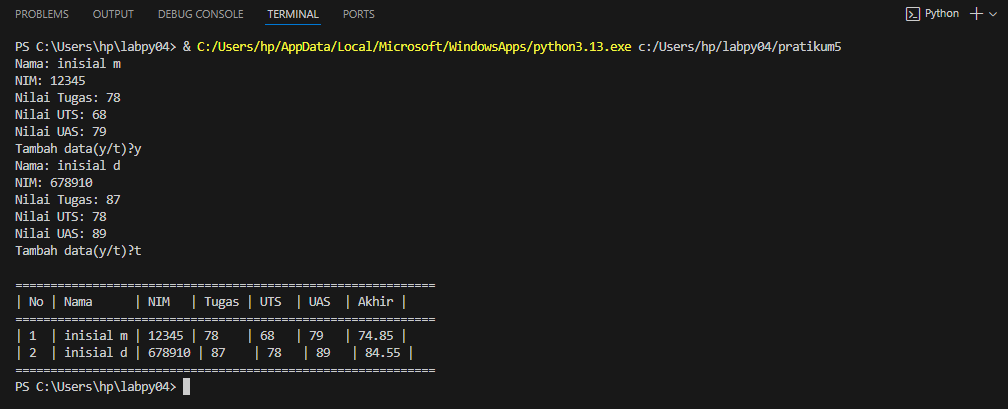 PROBLEMS OUTPUT DEBUG CONSOLE TERMINAL PORTS Python
PS C:\Users\hp\labpy04> & C:/Users/hp/AppData/Local/Microsoft/WindowsApps/python3.13.exe c:/Users/hp/labpy04/pratikum5
Nama: inisial m
NIM: 12345
Nilai Tugas: 78
Nilai UTS: 68
Nilai UAS: 79
Tambah data(y/t)?y
Nama: inisial d
NIM: 678910
Nilai Tugas: 87
Nilai UTS: 78
Nilai UAS: 89
Tambah data(y/t)?t
============================================================
| No | Nama      | NIM   | Tugas | UTS  | UAS  | Akhir |
============================================================
| 1  | inisial m | 12345 | 78    | 68   | 79   | 74.85 |
| 2  | inisial d | 678910 | 87    | 78   | 89   | 84.55 |
============================================================
PS C:\Users\hp\labpy04>